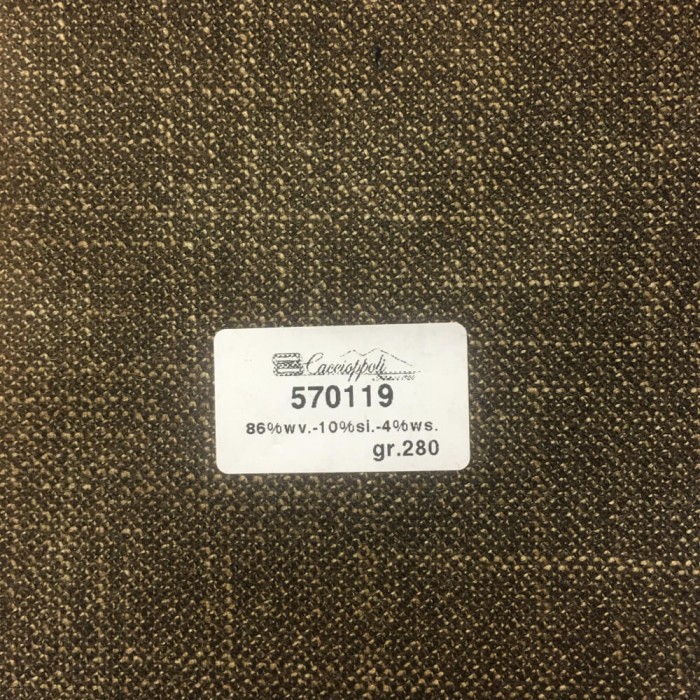 Caccioppoli
570119
86%wv.-10%si.-4%ws.
gr.280